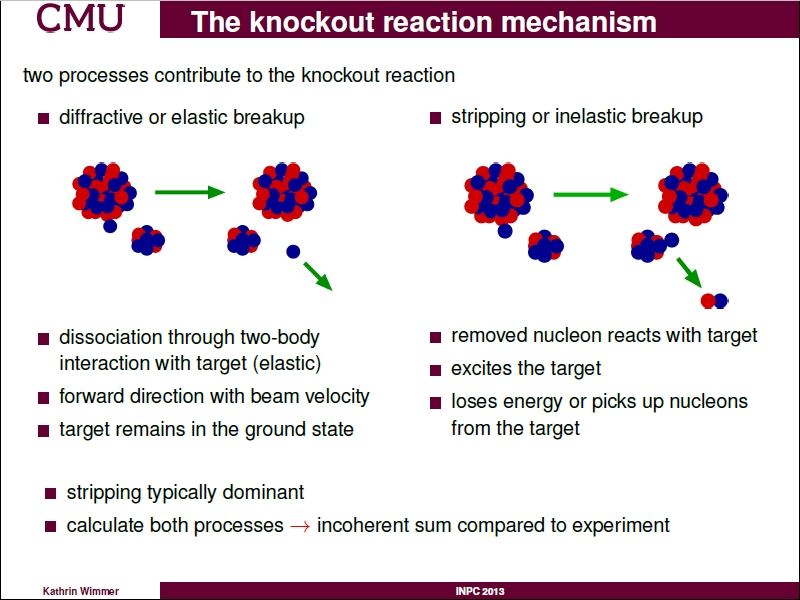 CMU
The knockout reaction mechanism
two processes contribute to the knockout reaction
diffractive or elastic breakup
dissociation through two-body
interaction with target (elastic)
forward direction with beam velocity
target remains in the ground state
stripping or inelastic breakup
removed nucleon reacts with target
excites the target
loses energy or picks up nucleons
from the target
stripping typically dominant
calculate both processes → incoherent sum compared to experiment
Kathrin Wimmer
INPC 2013